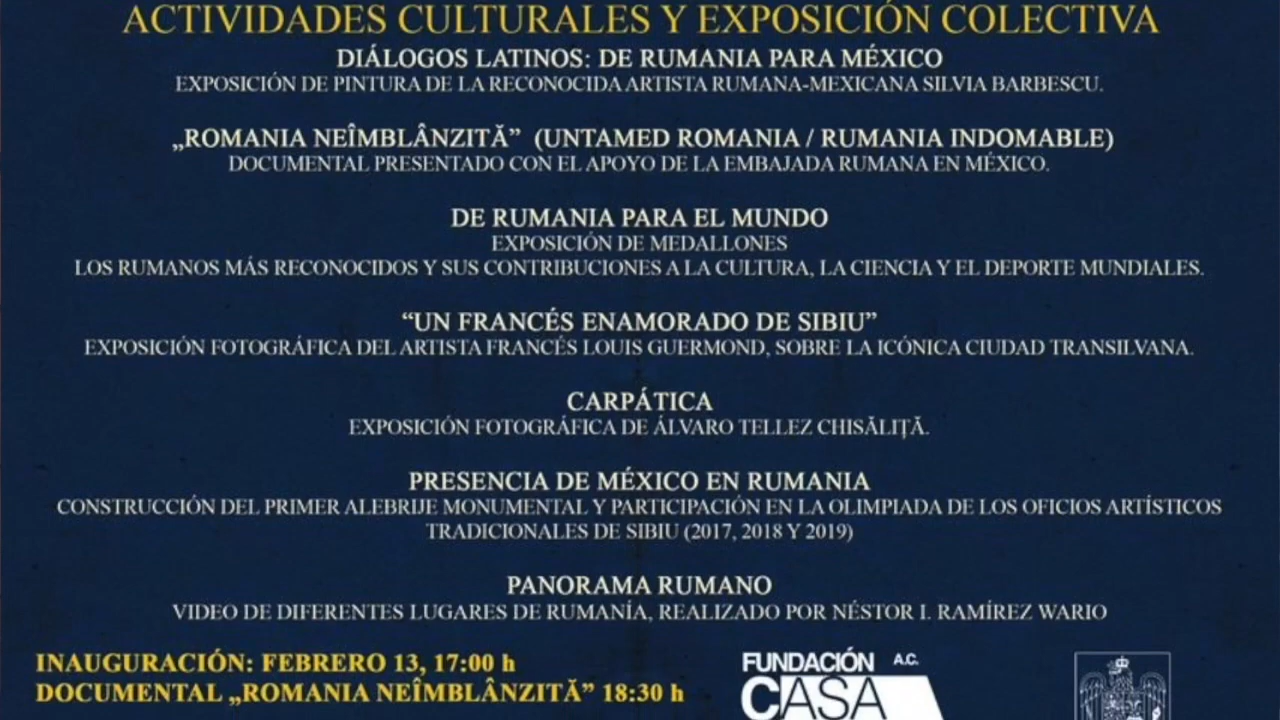 ACTIVIDADES CULTURALES Y EXPOSICIÓN COLECTIVA
DIÁLOGOS LATINOS: DE RUMANIA PARA MÉXICO
EXPOSICIÓN DE PINTURA DE LA RECONOCIDA ARTISTA RUMANA-MEXICANA SILVIA BARBESCU.
„ROMANIA NEÎMBLÂNZITĂ” (UNTAMED ROMANIA / RUMANIA INDOMABLE)
DOCUMENTAL PRESENTADO CON EL APOYO DE LA EMBAJADA RUMANA EN MÉXICO.
DE RUMANIA PARA EL MUNDO
EXPOSICIÓN DE MEDALLONES
LOS RUMANOS MÁS RECONOCIDOS Y SUS CONTRIBUCIONES A LA CULTURA, LA CIENCIA Y EL DEPORTE MUNDIALES.
“UN FRANCÉS ENAMORADO DE SIBIU”
EXPOSICIÓN FOTOGRÁFICA DEL ARTISTA FRANCÉS LOUIS GUERMOND, SOBRE LA ICÓNICA CIUDAD TRANSILVANA.
CARPÁTICA
EXPOSICIÓN FOTOGRÁFICA DE ÁLVARO TELLEZ CHISĂLIȚĂ.
PRESENCIA DE MÉXICO EN RUMANIA
CONSTRUCCIÓN DEL PRIMER ALEBRIJE MONUMENTAL Y PARTICIPACIÓN EN LA OLIMPIADA DE LOS OFICIOS ARTÍSTICOS
TRADICIONALES DE SIBIU (2017, 2018 Y 2019)
PANORAMA RUMANO
VIDEO DE DIFERENTES LUGARES DE RUMANÍA, REALIZADO POR NÉSTOR I. RAMÍREZ WARIO
INAUGURACIÓN: FEBRERO 13, 17:00 h
DOCUMENTAL „ROMANIA NEÎMBLÂNZITĂ” 18:30 h
FUNDACIÓN A.C.
CASA